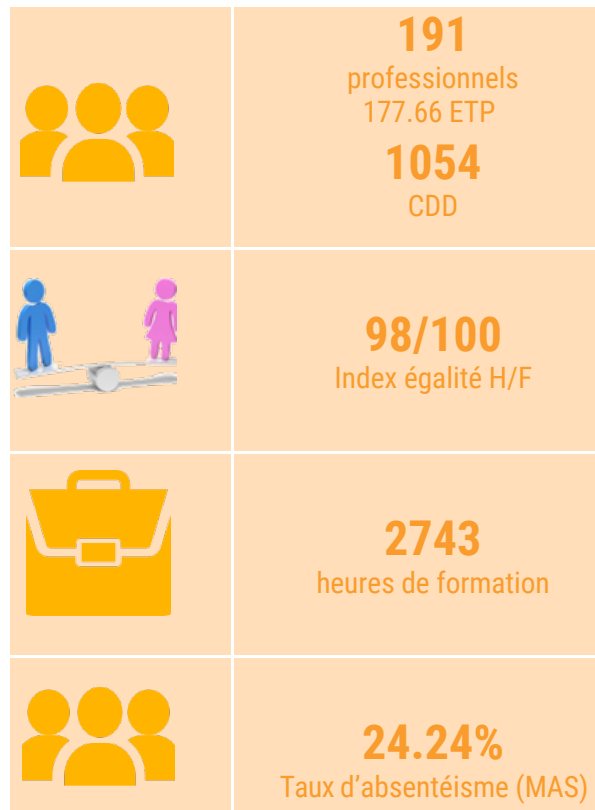 191
professionnels
177.66 ETP
1054
CDD
98/100
Index égalité H/F
2743
heures de formation
24.24%
Taux d'absentéisme (MAS)